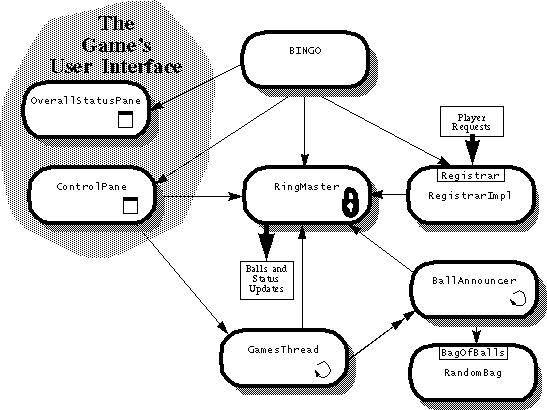 The
Game's
User Interface
BINGO
OverallStatusPane
Player
Requests
Registrar
RegistrarImpl
ControlPane
RingMaster
Balls and
Status
Updates
BallAnnouncer
GamesThread
BagOfBalls
RandomBag